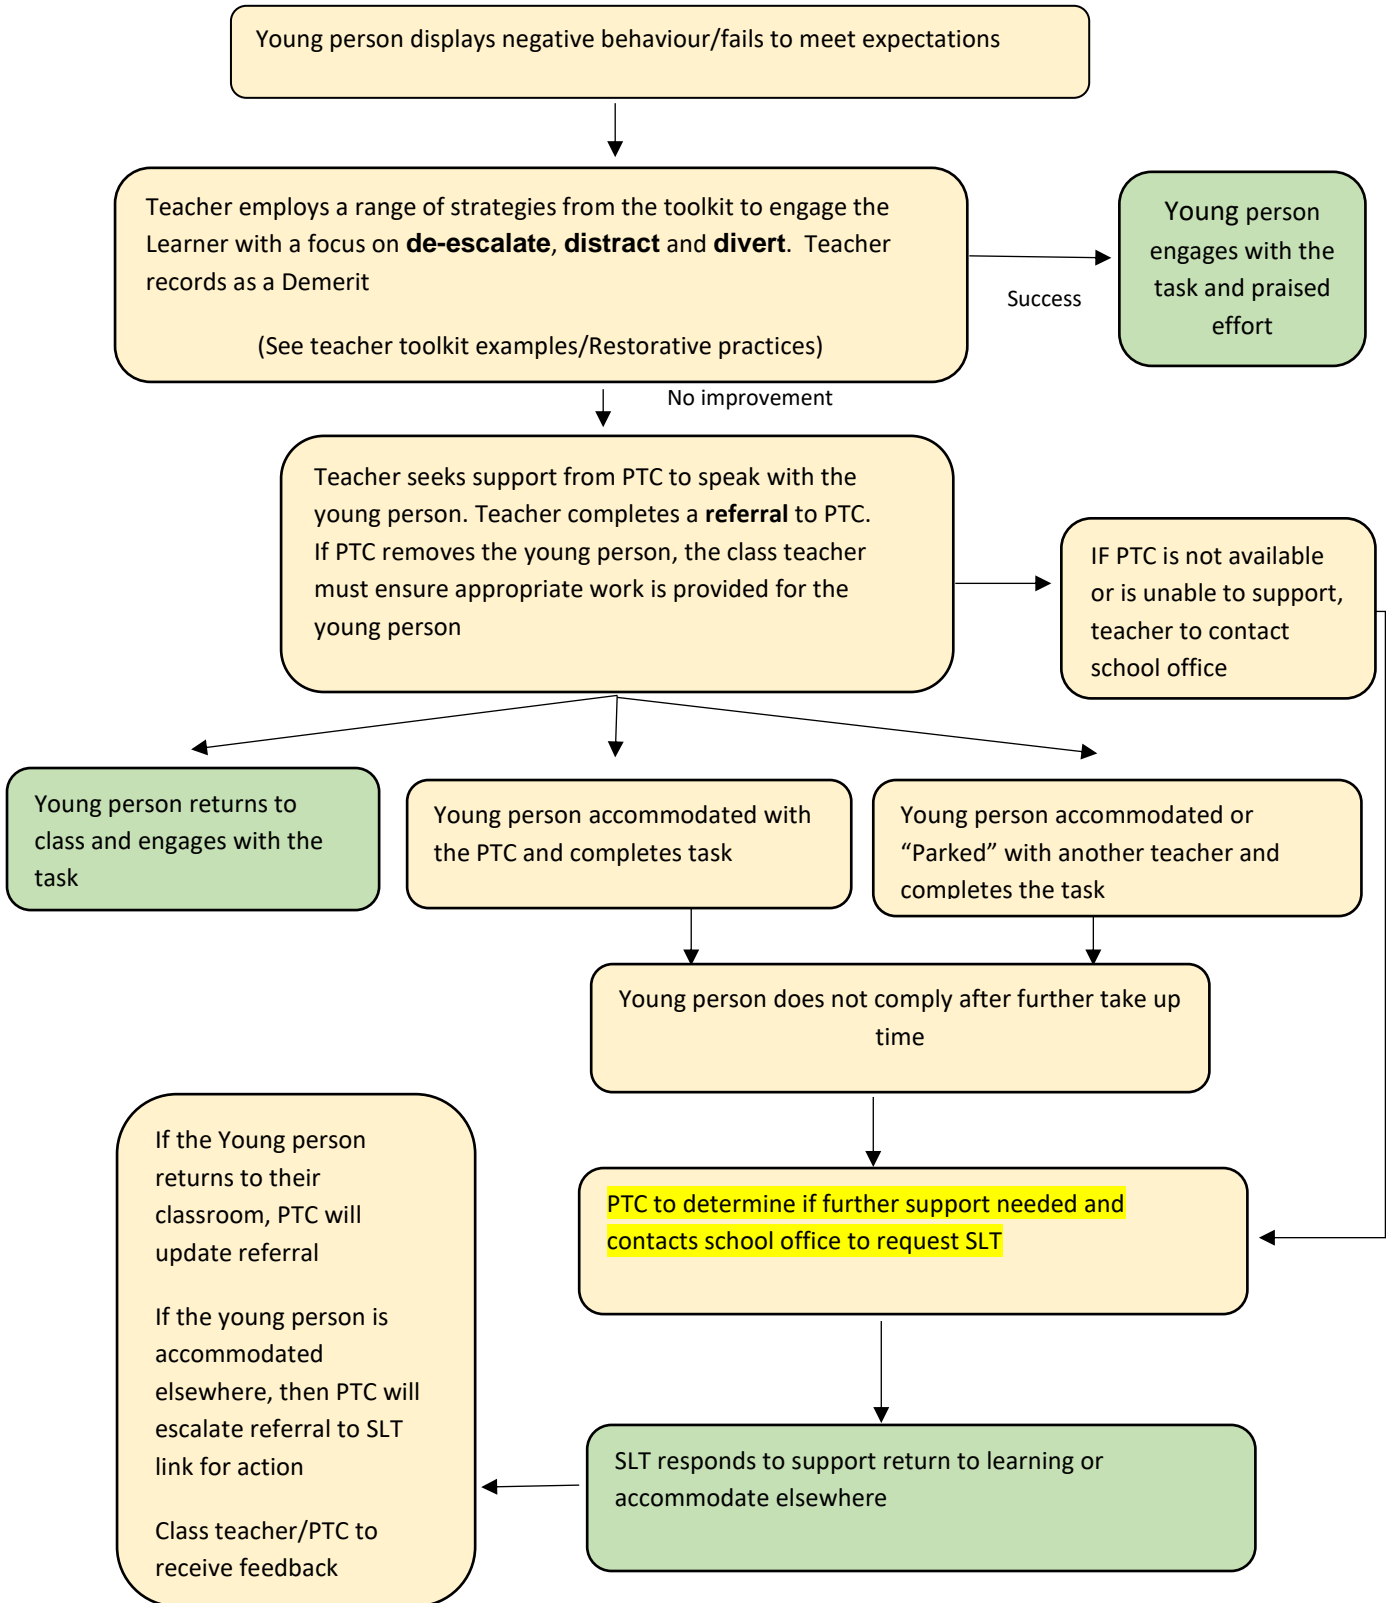 Young person displays negative behaviour/fails to meet expectations
Teacher employs a range of strategies from the toolkit to engage the
Learner with a focus on de-escalate, distract and divert.  Teacher
records as a Demerit
(See teacher toolkit examples/Restorative practices)
Success
Young person
engages with the
task and praised
effort
No improvement
Teacher seeks support from PTC to speak with the
young person. Teacher completes a referral to PTC.
If PTC removes the young person, the class teacher
must ensure appropriate work is provided for the
young person
IF PTC is not available
or is unable to support,
teacher to contact
school office
Young person returns to
class and engages with the
task
Young person accommodated with
the PTC and completes task
Young person accommodated or
“Parked” with another teacher and
completes the task
Young person does not comply after further take up
time
PTC to determine if further support needed and
contacts school office to request SLT
SLT responds to support return to learning or
accommodate elsewhere
If the Young person
returns to their
classroom, PTC will
update referral
If the young person is
accommodated
elsewhere, then PTC will
escalate referral to SLT
link for action
Class teacher/PTC to
receive feedback